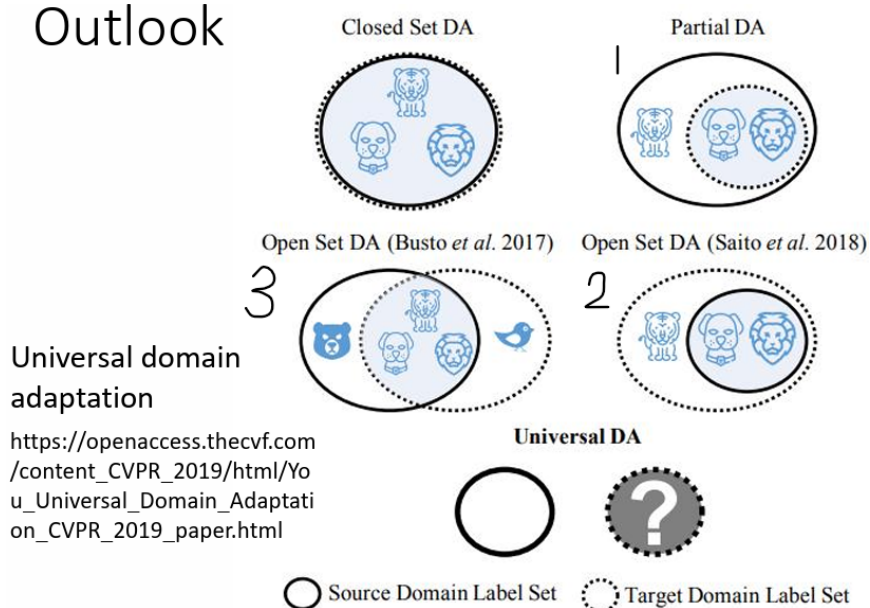 Outlook
Closed Set DA
Partial DA
1
Open Set DA (Busto et al. 2017)
Open Set DA (Saito et al. 2018)
3
2
Universal domain
adaptation
https://openaccess.thecvf.com
/content_CVPR_2019/html/Yo
u_Universal_Domain_Adaptati
on_CVPR_2019_paper.html
Universal DA
?
Source Domain Label Set
Target Domain Label Set